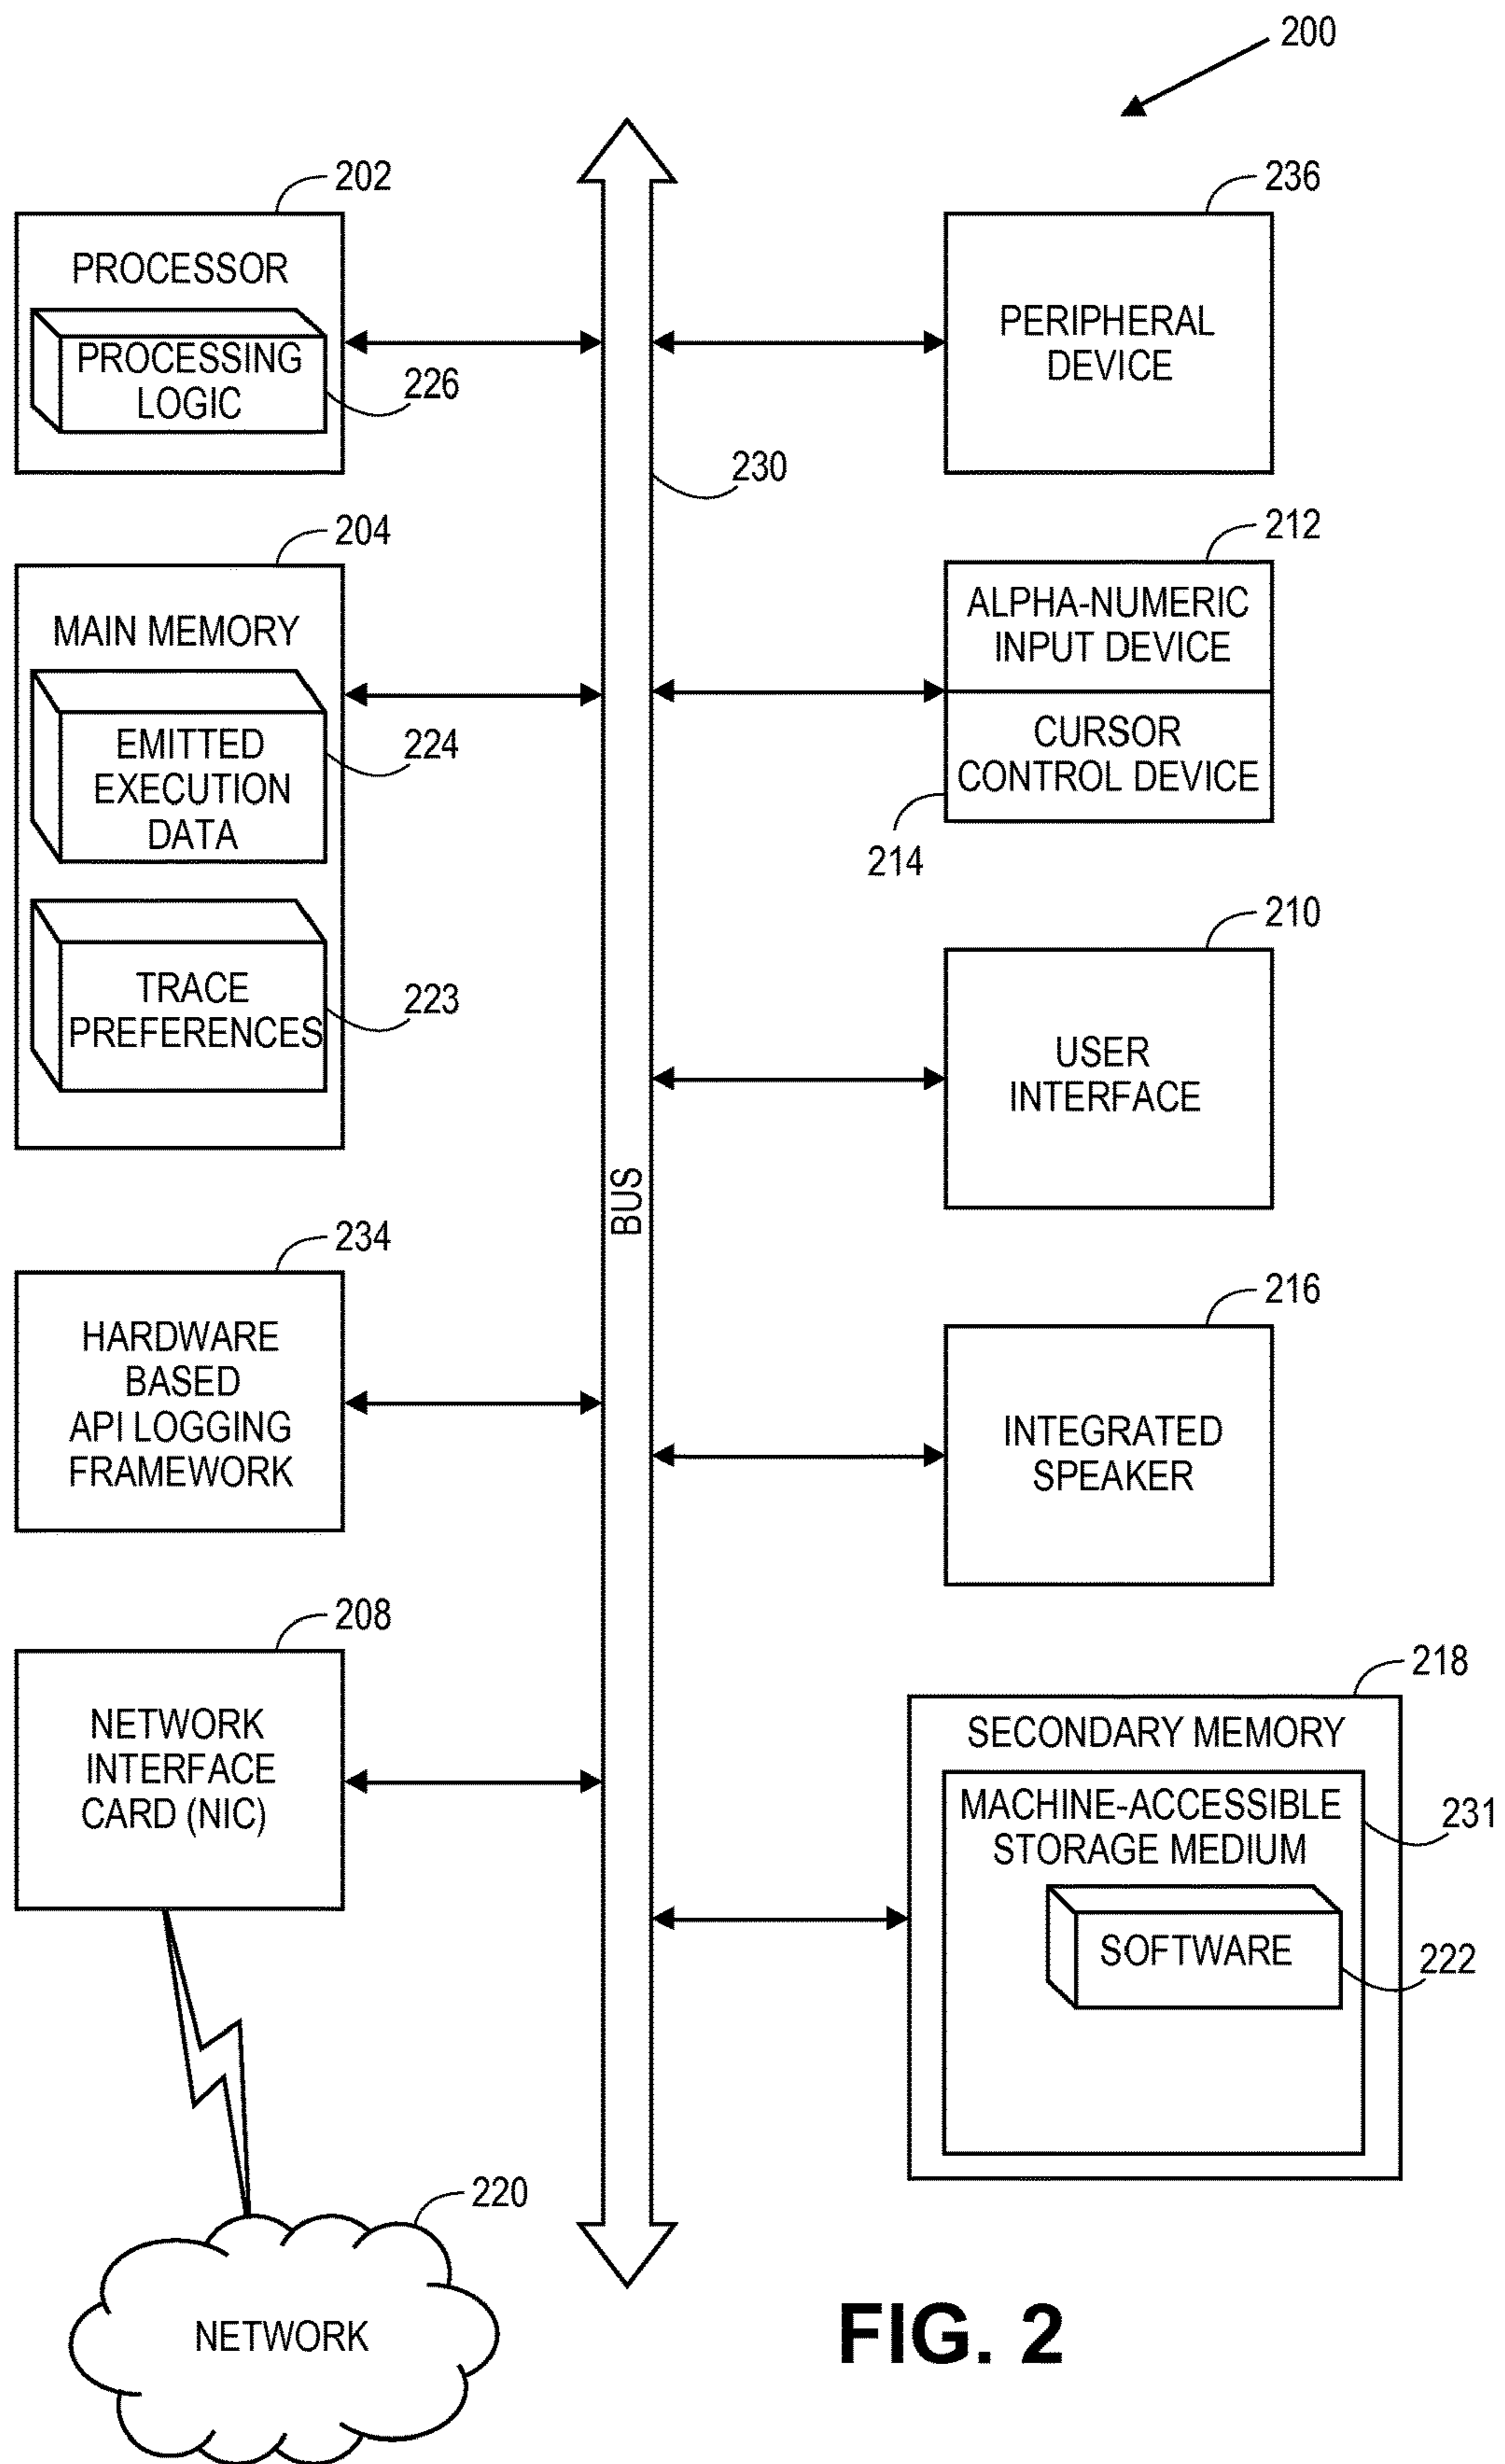 200
202
PROCESSOR
PROCESSING
LOGIC
226
236
PERIPHERAL
DEVICE
230
204
MAIN MEMORY
EMITTED
EXECUTION
DATA
224
TRACE
PREFERENCES
223
212
ALPHA-NUMERIC
INPUT DEVICE
CURSOR
CONTROL DEVICE
214
210
USER
INTERFACE
BUS
234
HARDWARE
BASED
API LOGGING
FRAMEWORK
216
INTEGRATED
SPEAKER
208
NETWORK
INTERFACE
CARD (NIC)
218
SECONDARY MEMORY
MACHINE-ACCESSIBLE
STORAGE MEDIUM
231
SOFTWARE
222
220
NETWORK
FIG. 2